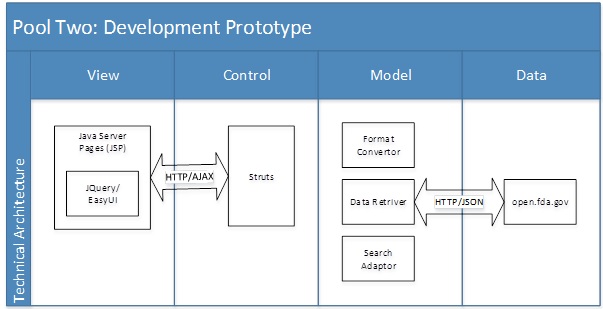 Pool Two: Development Prototype
View
Control
Model
Data
Technical Architecture
Java Server
Pages (JSP)
JQuery/
EasyUI
HTTP/AJAX
Struts
Format
Convertor
Data Retriver
HTTP/JSON
open.fda.gov
Search
Adaptor